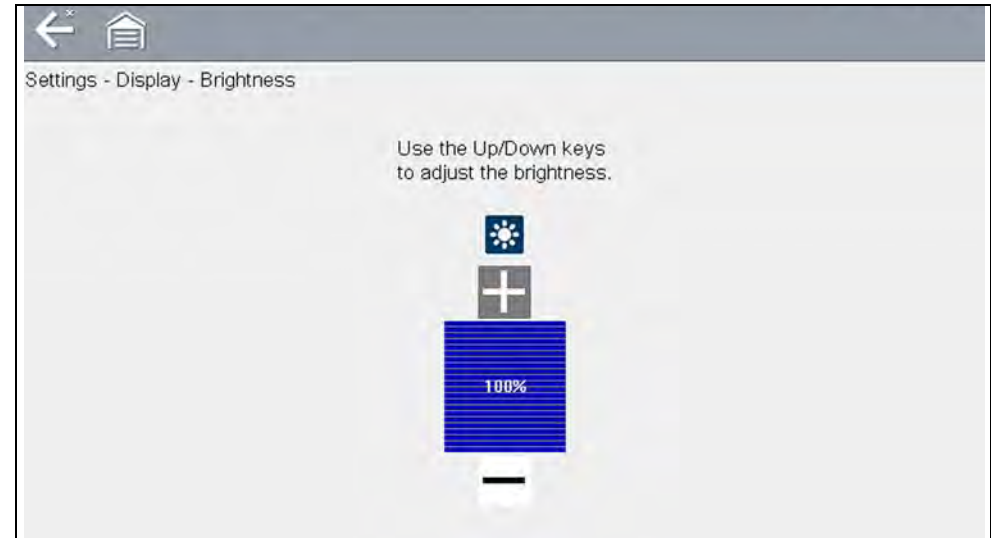 Settings - Display - Brightness
Use the Up/Down keys
to adjust the brightness.
100%